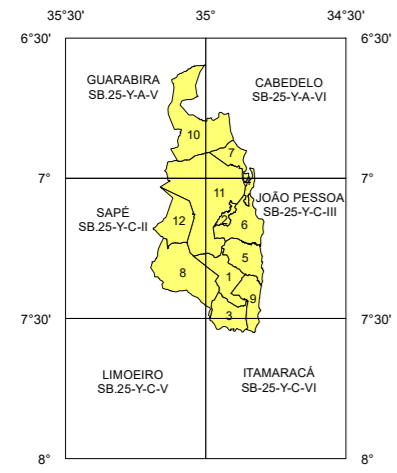 35°30' 35° 34°30'
6°30' 6°30'
GUARABIRA
SB.25-Y-A-V
CABEDELO
SB-25-Y-A-VI
10
7
7° 7°
4
11
JOÃO PESSOA
SB-25-Y-C-III
SAPÉ
SB.25-Y-C-II
12
2
6
5
8
1
9
3
7°30' 7°30'
LIMOEIRO
SB.25-Y-C-V
ITAMARACÁ
SB-25-Y-C-VI
8° 8°